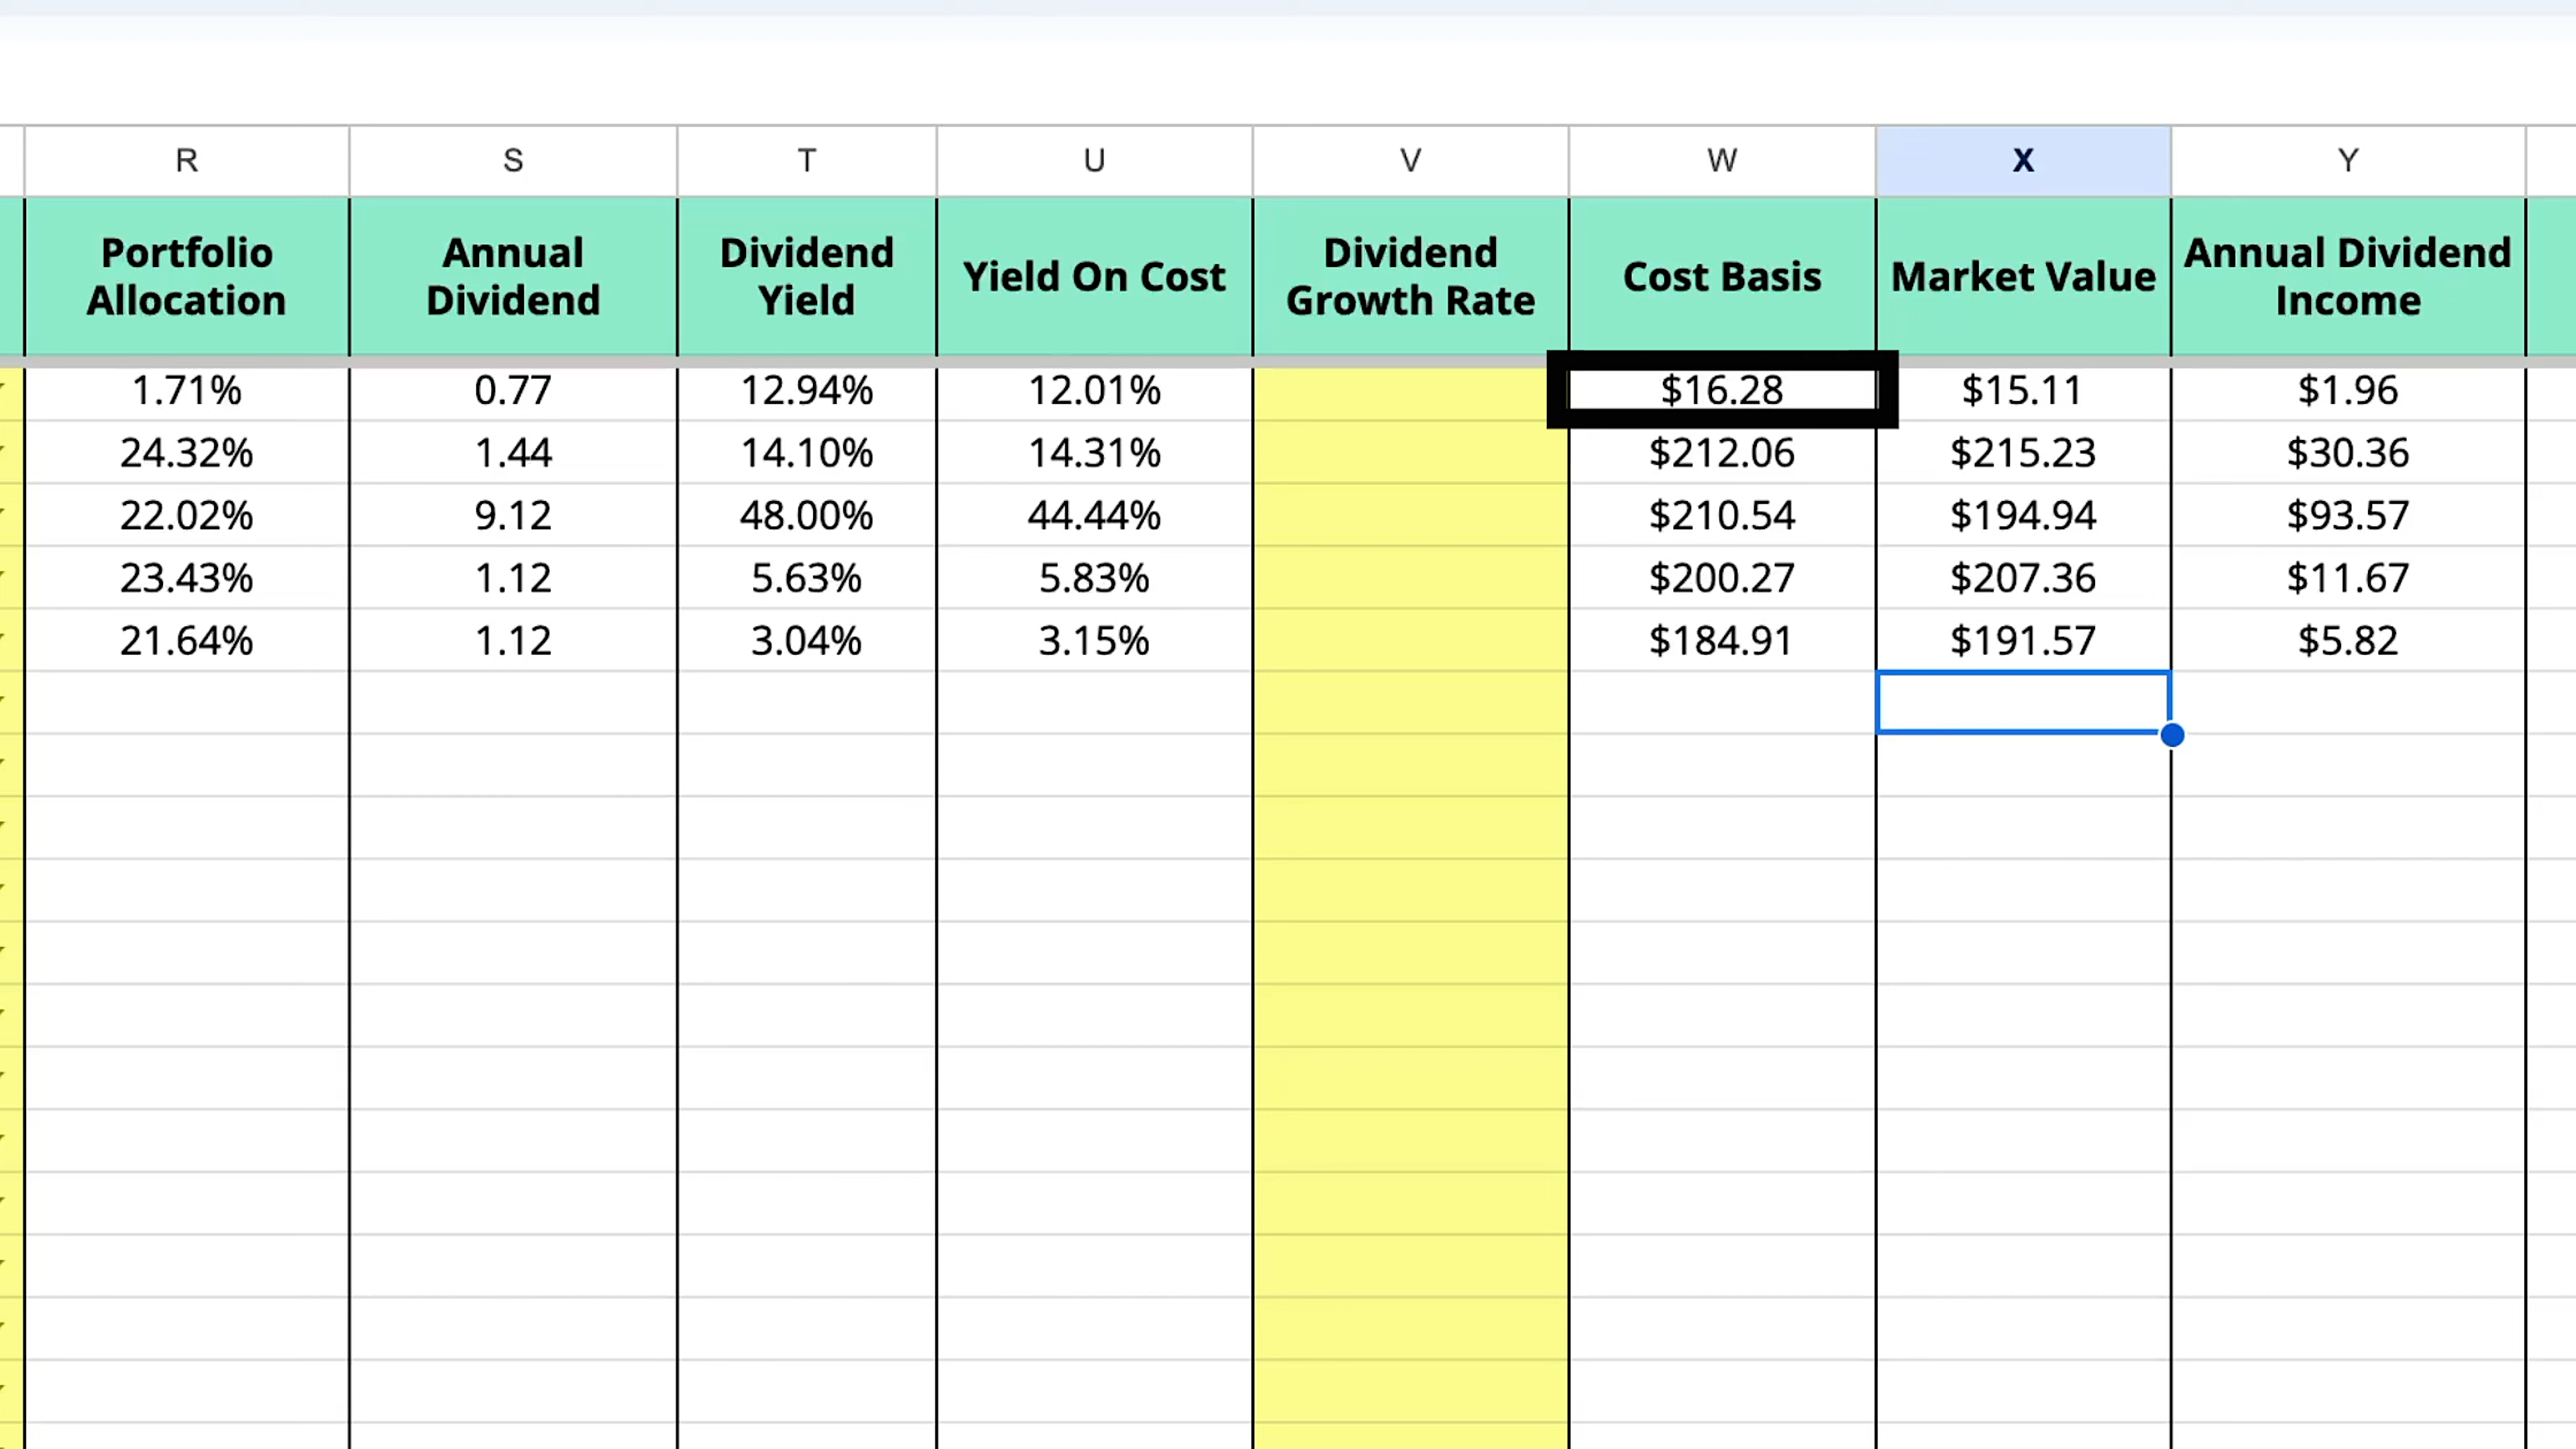 R S T U V W X Y
Portfolio Allocation Annual Dividend Dividend Yield Yield On Cost Dividend Growth Rate Cost Basis Market Value Annual Dividend Income
1.71% 0.77 12.94% 12.01% $16.28 $15.11 $1.96
24.32% 1.44 14.10% 14.31% $212.06 $215.23 $30.36
22.02% 9.12 48.00% 44.44% $210.54 $194.94 $93.57
23.43% 1.12 5.63% 5.83% $200.27 $207.36 $11.67
21.64% 1.12 3.04% 3.15% $184.91 $191.57 $5.82